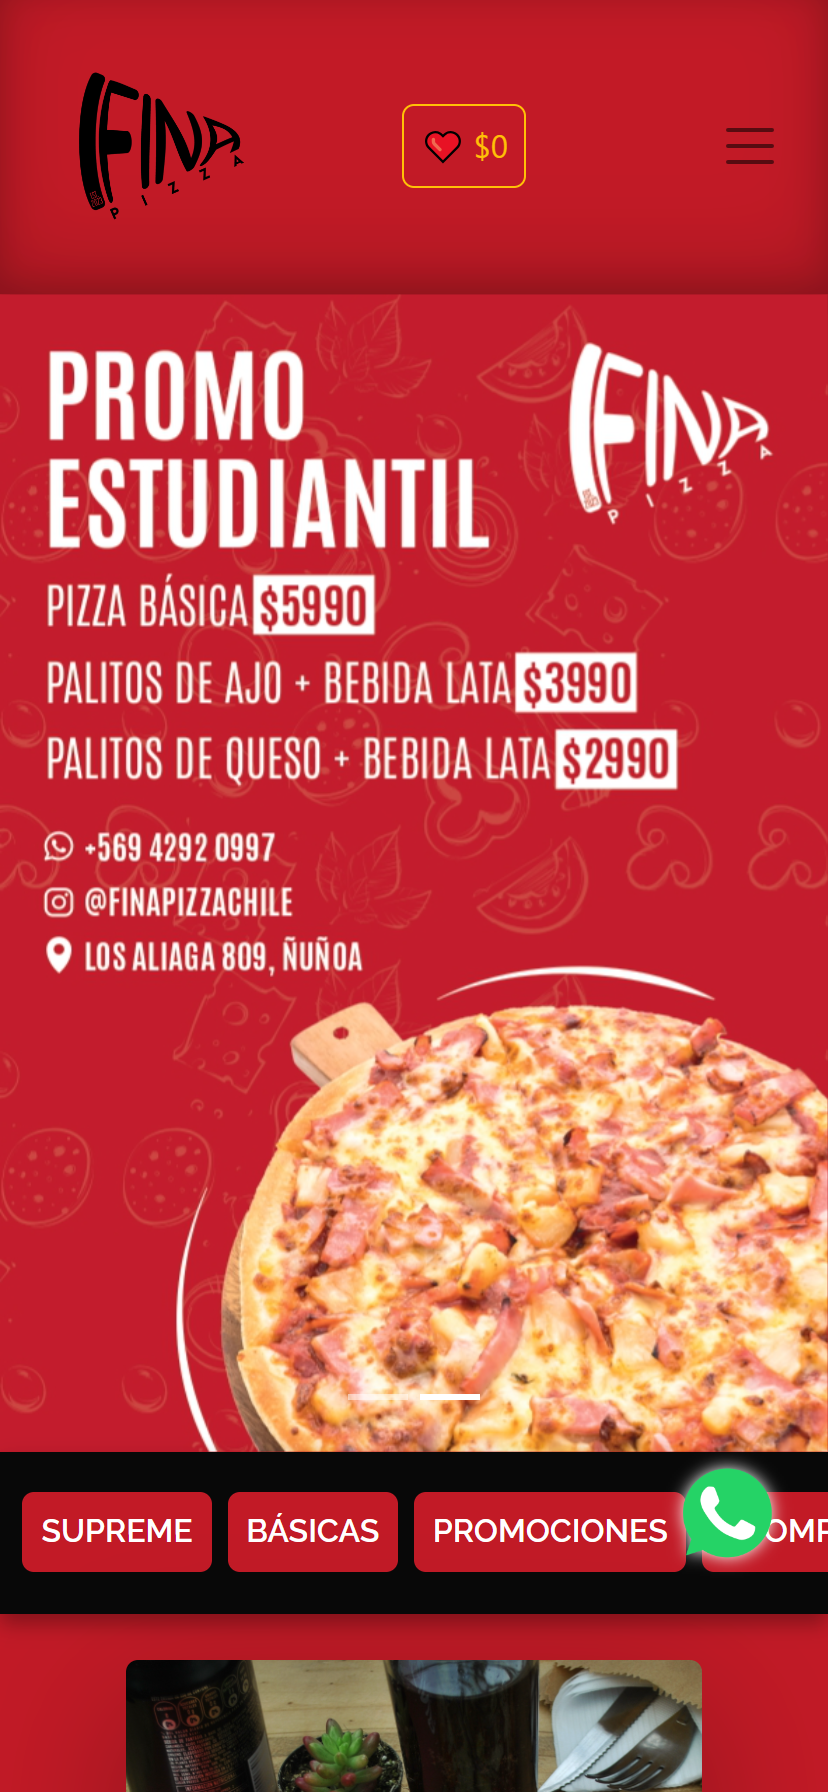 FINA
PIZZA
$0
PROMO
ESTUDIANTIL
FINA
PIZZA
PIZZA BÁSICA $5990
PALITOS DE AJO + BEBIDA LATA $3990
PALITOS DE QUESO + BEBIDA LATA $2990
+569 4292 0997
@FINAPIZZACHILE
LOS ALIAGA 809, ÑUÑOA
SUPREME
BÁSICAS
PROMOCIONES